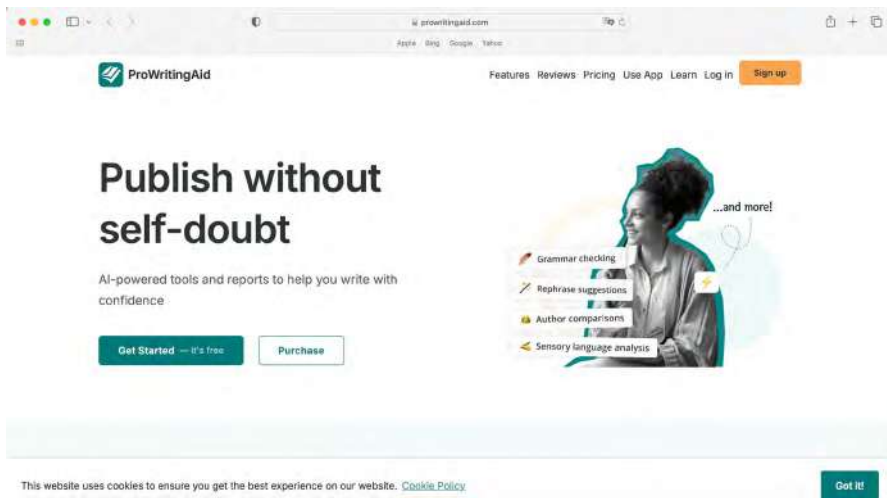 prowritingaid.com
Apple Bing Google Yahoo
ProWritingAid
Features Reviews Pricing Use App Learn Log in Sign up
Publish without
self-doubt
AI-powered tools and reports to help you write with
confidence
Get Started — it's free
Purchase
...and more!
Grammar checking
Rephrase suggestions
Author comparisons
Sensory language analysis
This website uses cookies to ensure you get the best experience on our website. Cookie Policy
Got it!